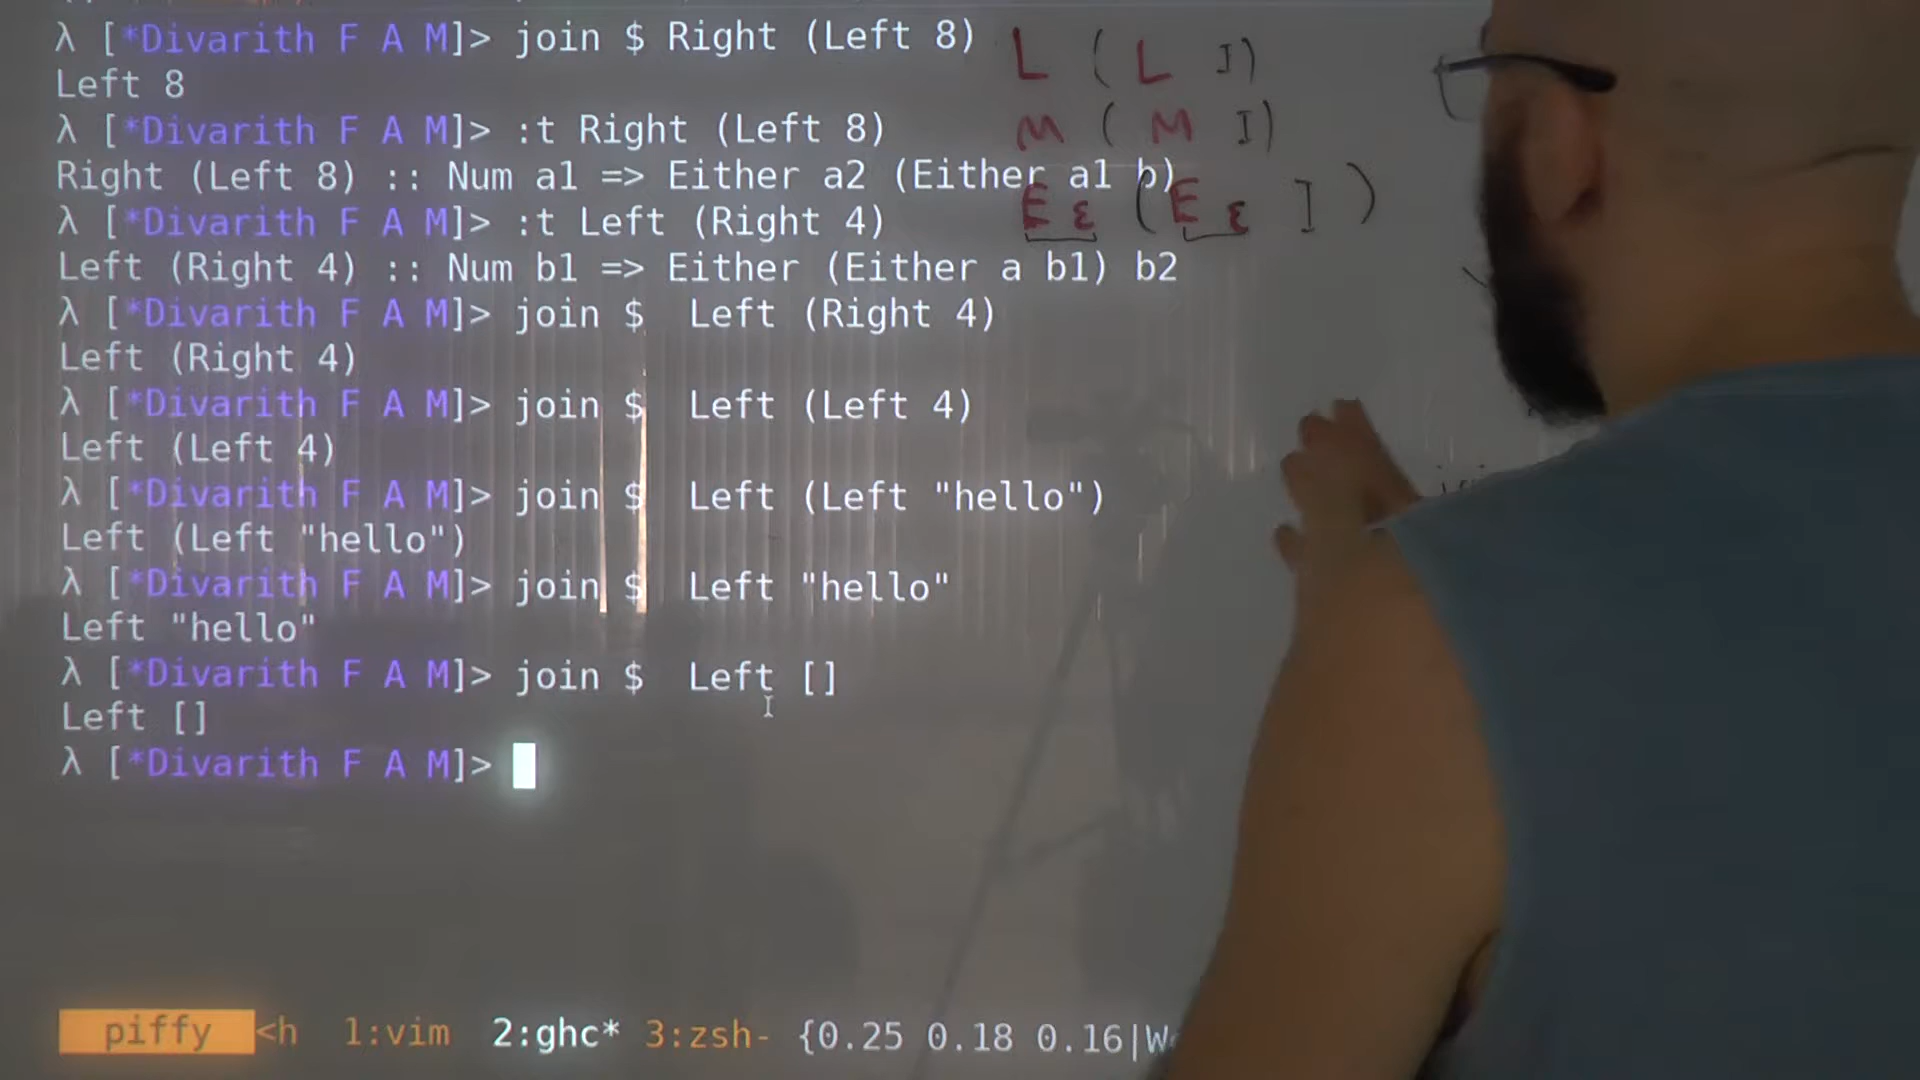 λ [*Divarith F A M]> join $ Right (Left 8)
Left 8
λ [*Divarith F A M]> :t Right (Left 8)
Right (Left 8) :: Num a1 => Either a2 (Either a1 b)
λ [*Divarith F A M]> :t Left (Right 4)
Left (Right 4) :: Num b1 => Either (Either a b1) b2
λ [*Divarith F A M]> join $  Left (Right 4)
Left (Right 4)
λ [*Divarith F A M]> join $  Left (Left 4)
Left (Left 4)
λ [*Divarith F A M]> join $  Left (Left "hello")
Left (Left "hello")
λ [*Divarith F A M]> join $  Left "hello"
Left "hello"
λ [*Divarith F A M]> join $  Left []
Left []
λ [*Divarith F A M]>
L ( L I)
M ( M I)
E ε ( E ε I )
piffy <h 1:vim 2:ghc* 3:zsh- {0.25 0.18 0.16|W